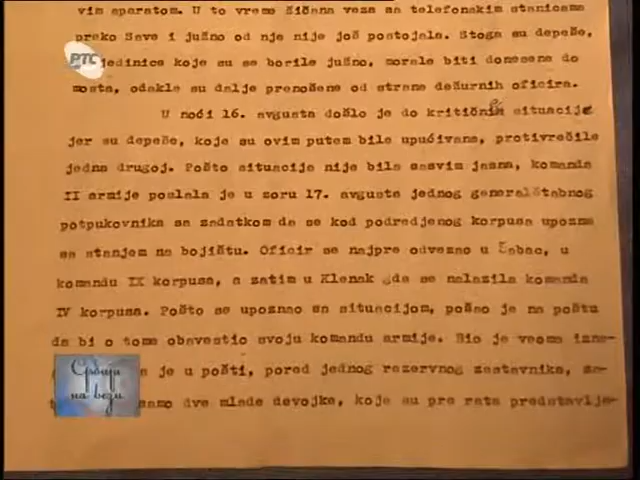 vim aparatom. U to vreme žičana veza sa telefonskim stanicama
preko Save i južno od nje nije još postojala. Stoga su depeše,
jedinica koje su se borile južno, morale biti donesene do
mosta, odakle su dalje prenošene od strane dežurnih oficira.
U noći 16. avgusta došlo je do kritične situacije
jer su depeše, koje su ovim putem bile upućivane, protivrečile
jedna drugoj. Pošto situacija nije bila sasvim jasna, komanda
II armije poslala je u zoru 17. avgusta jednog generalštabnog
potpukovnika sa zadatkom da se kod podredjenog korpusa upozna
sa stanjem na bojištu. Oficir se najpre odvezao u Šabac, u
komandu IX korpusa, a zatim u Klenak gde se nalazila komanda
IV korpusa. Pošto se upoznao sa situacijom, pošao je na poštu
da bi o tome obavestio svoju komandu armije. Bio je veoma izne-
je u pošti, pored jednog rezervnog zastavnika, za-
samo dve mlade devojke, koje su pre rata predstavlje-
РТС
Србија
на вези